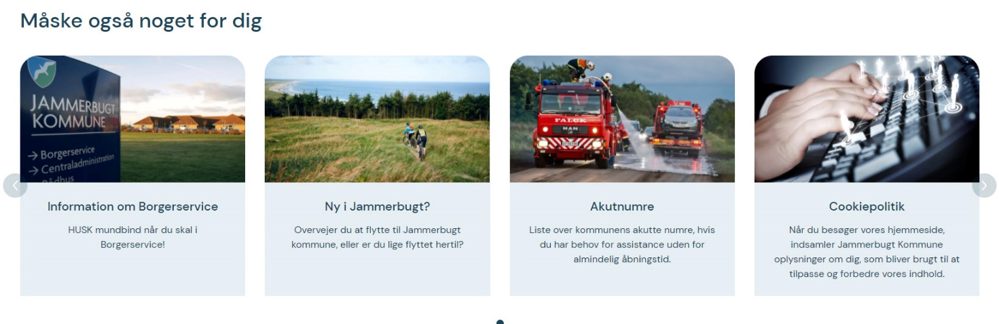 Måske også noget for dig
JAMMERBUGT
KOMMUNE
→ Borgerservice
→ Centraladministration
Rådhus
FALCK
MAN
Information om Borgerservice
HUSK mundbind når du skal i
Borgerservice!
Ny i Jammerbugt?
Overvejer du at flytte til Jammerbugt
kommune, eller er du lige flyttet hertil?
Akutnumre
Liste over kommunens akutte numre, hvis
du har behov for assistance uden for
almindelig åbningstid.
Cookiepolitik
Når du besøger vores hjemmeside,
indsamler Jammerbugt Kommune
oplysninger om dig, som bliver brugt til at
tilpasse og forbedre vores indhold.